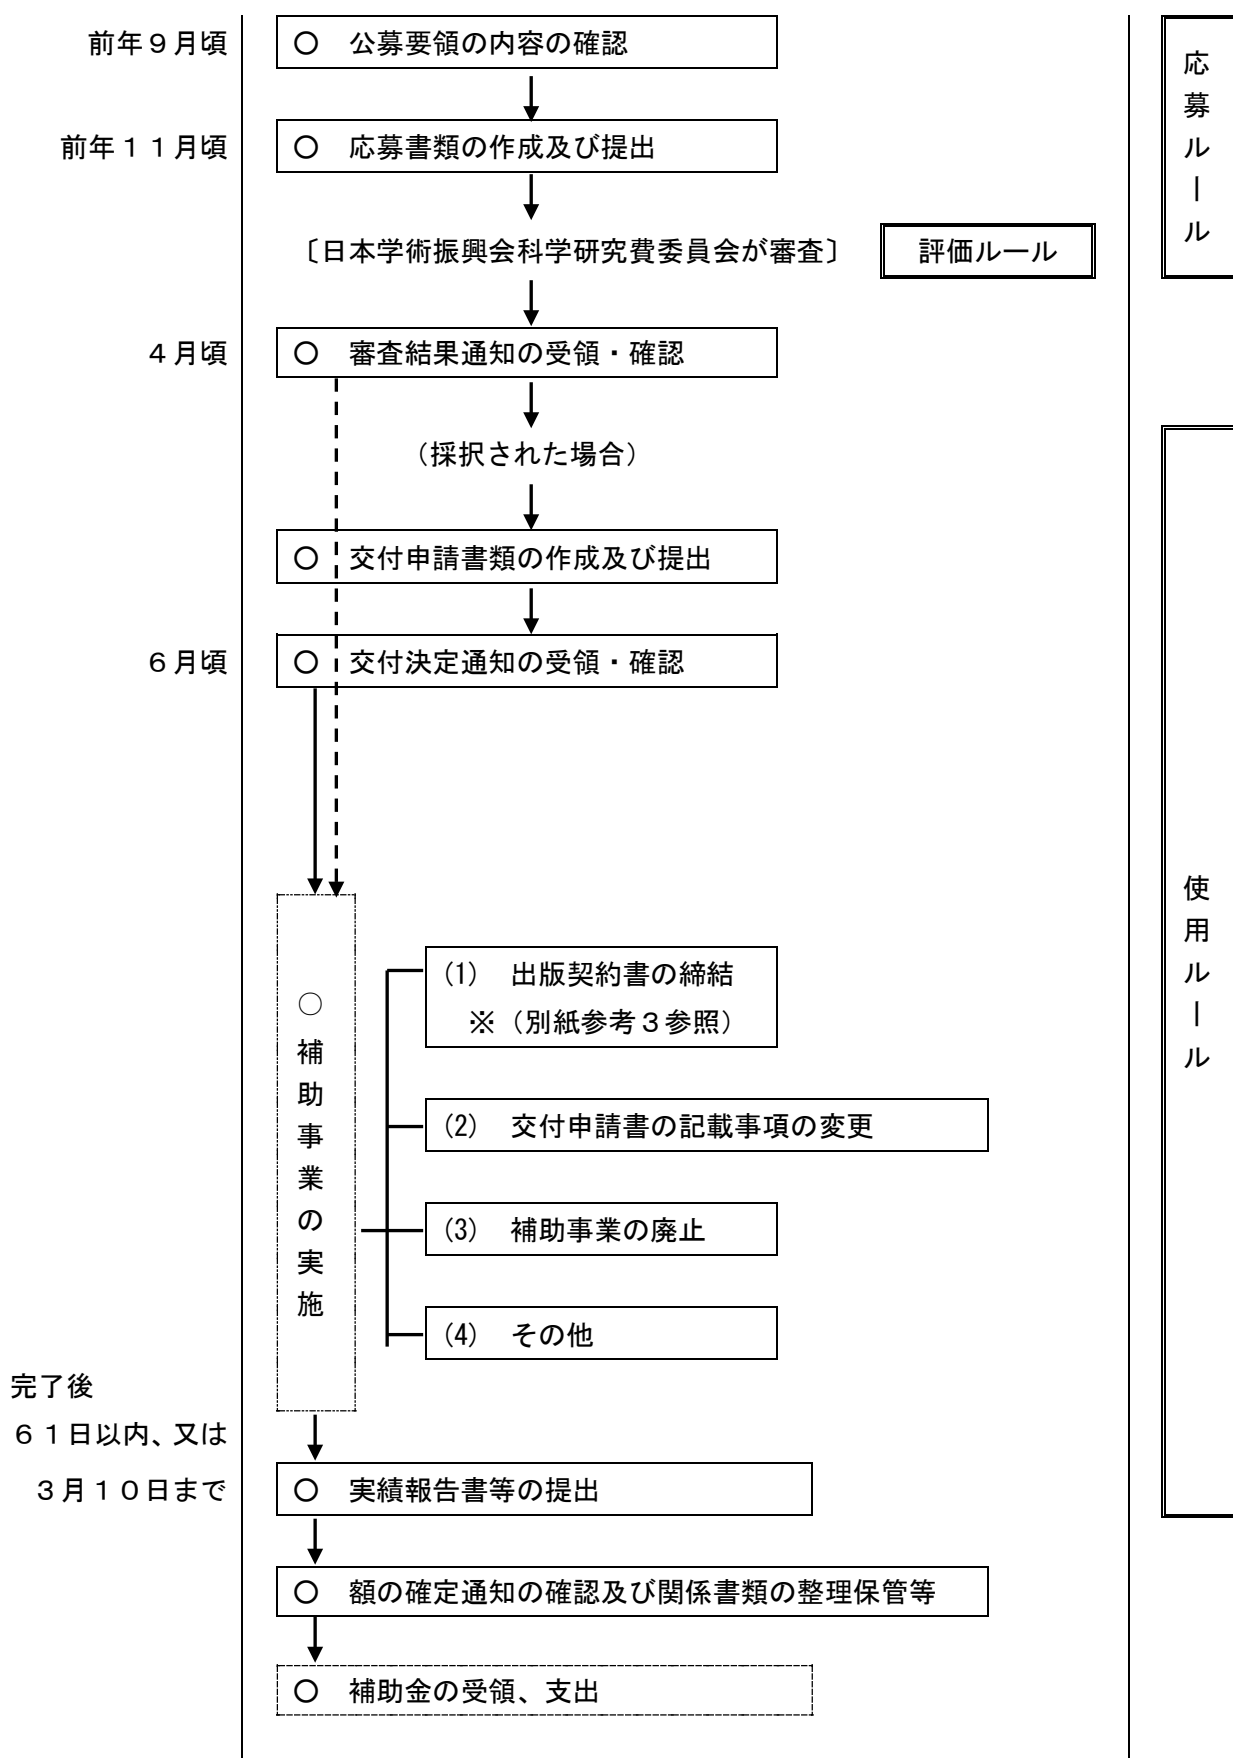 前年９月頃
○　公募要領の内容の確認
前年１１月頃
○　応募書類の作成及び提出
〔日本学術振興会科学研究費委員会が審査〕
評価ルール
応募ルール
４月頃
○　審査結果通知の受領・確認
（採択された場合）
○　交付申請書類の作成及び提出
６月頃
○　交付決定通知の受領・確認
○補助事業の実施
(1)　出版契約書の締結
※（別紙参考３参照）
(2)　交付申請書の記載事項の変更
(3)　補助事業の廃止
(4)　その他
使用ルール
完了後
６１日以内、又は
３月１０日まで
○　実績報告書等の提出
○　額の確定通知の確認及び関係書類の整理保管等
○　補助金の受領、支出